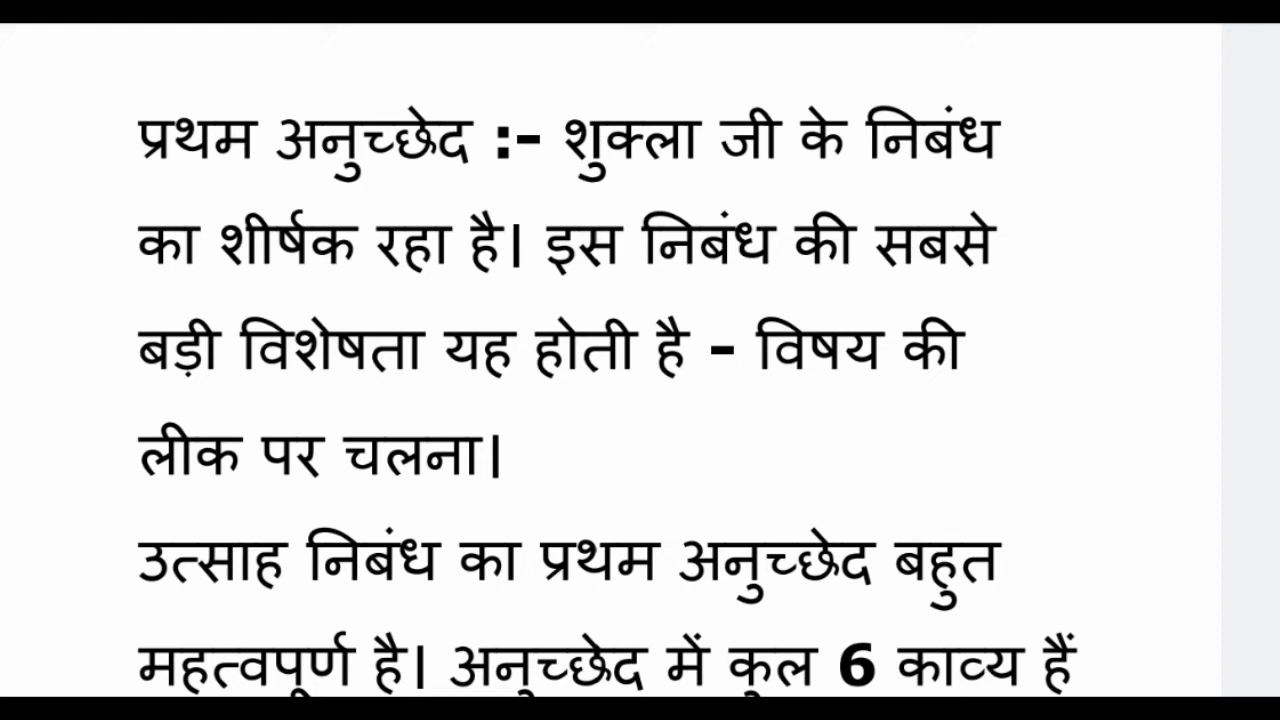 प्रथम अनुच्छेद :- शुक्ला जी के निबंध
का शीर्षक रहा है। इस निबंध की सबसे
बड़ी विशेषता यह होती है - विषय की
लीक पर चलना।
उत्साह निबंध का प्रथम अनुच्छेद बहुत
महत्वपूर्ण है। अनुच्छेद में कुल 6 काव्य हैं